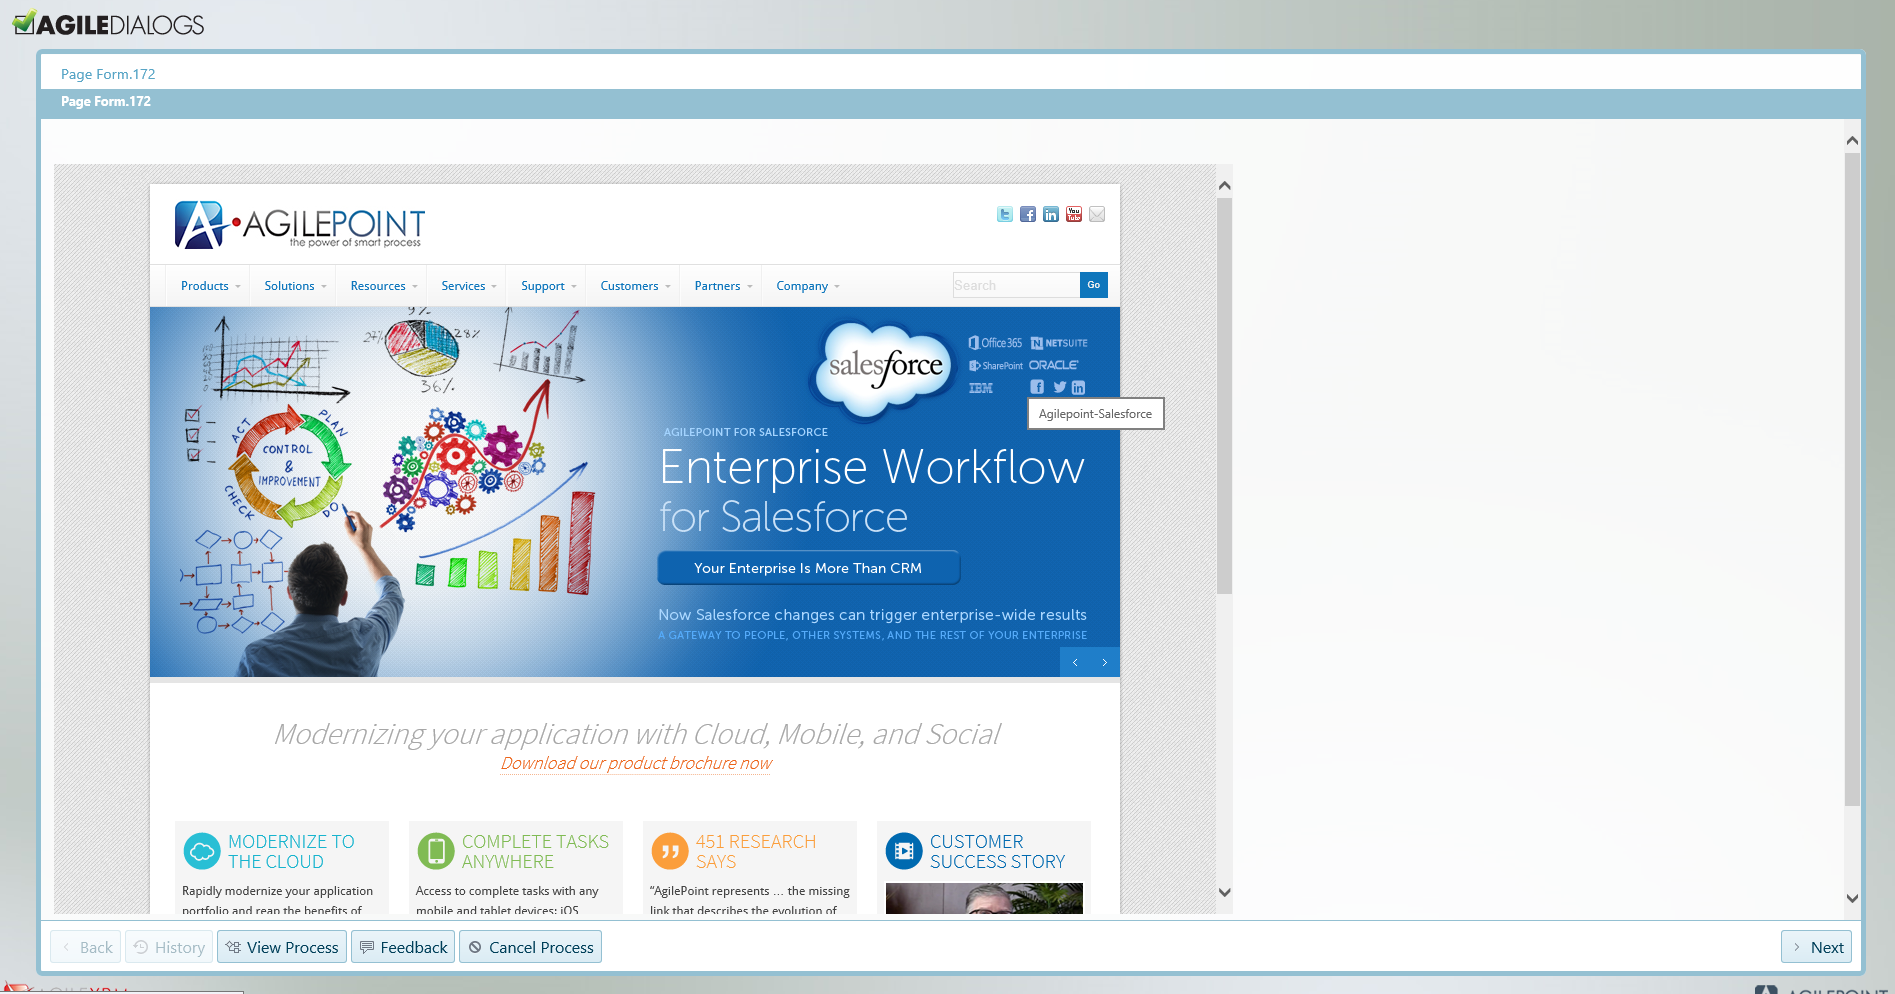 AGILEDIALOGS
Page Form.172
Page Form.172
AGILEPOINT
the power of smart process
You
Tube
Products
Solutions
Resources
Services
Support
Customers
Partners
Company
Search
Go
9%
24%
28%
36%
ACT
PLAN
CONTROL
&
IMPROVEMENT
CHECK
DO
salesforce
Office 365
NETSUITE
SharePoint
ORACLE
IBM
Agilepoint-Salesforce
AGILEPOINT FOR SALESFORCE
Enterprise Workflow
for Salesforce
Your Enterprise Is More Than CRM
Now Salesforce changes can trigger enterprise-wide results
A GATEWAY TO PEOPLE, OTHER SYSTEMS, AND THE REST OF YOUR ENTERPRISE
Modernizing your application with Cloud, Mobile, and Social
Download our product brochure now
MODERNIZE TO
THE CLOUD
Rapidly modernize your application
portfolio and reap the benefits of
COMPLETE TASKS
ANYWHERE
Access to complete tasks with any
mobile and tablet devices: iOS
451 RESEARCH
SAYS
“AgilePoint represents … the missing
link that describes the evolution of
CUSTOMER
SUCCESS STORY
Back
History
View Process
Feedback
Cancel Process
Next
AGILEPOINT